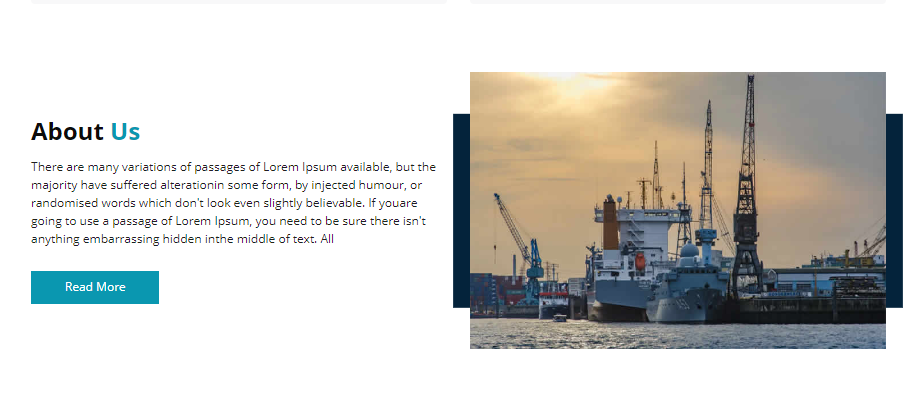 About Us
There are many variations of passages of Lorem Ipsum available, but the
majority have suffered alterationin some form, by injected humour, or
randomised words which don't look even slightly believable. If youare
going to use a passage of Lorem Ipsum, you need to be sure there isn't
anything embarrassing hidden inthe middle of text. All
Read More